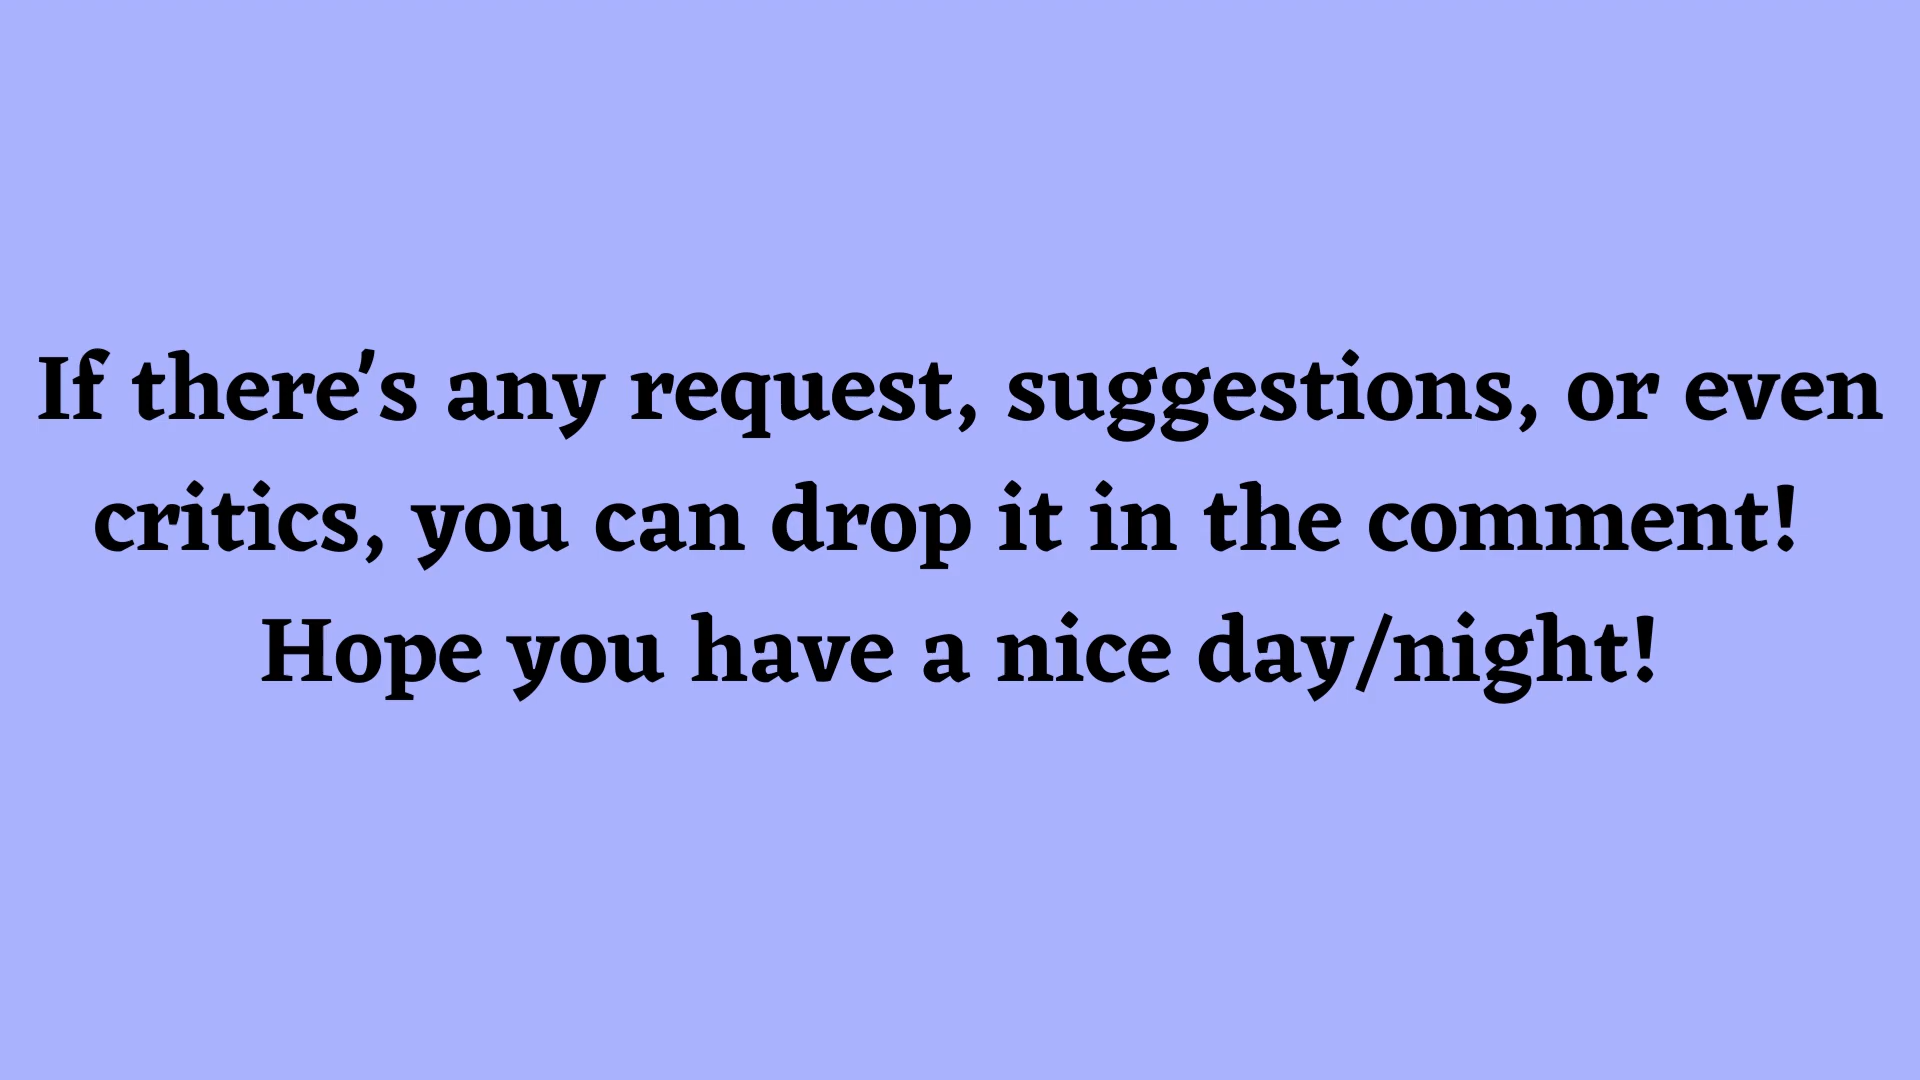 If there's any request, suggestions, or even
critics, you can drop it in the comment!
Hope you have a nice day/night!